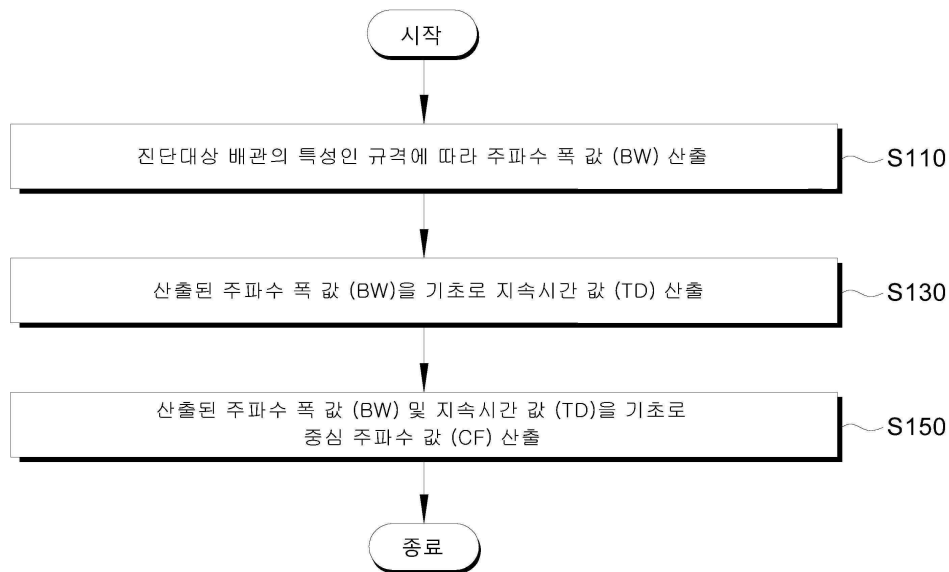 시작
진단대상 배관의 특성인 규격에 따라 주파수 폭 값 (BW) 산출
S110
산출된 주파수 폭 값 (BW)을 기초로 지속시간 값 (TD) 산출
S130
산출된 주파수 폭 값 (BW) 및 지속시간 값 (TD)을 기초로
중심 주파수 값 (CF) 산출
S150
종료